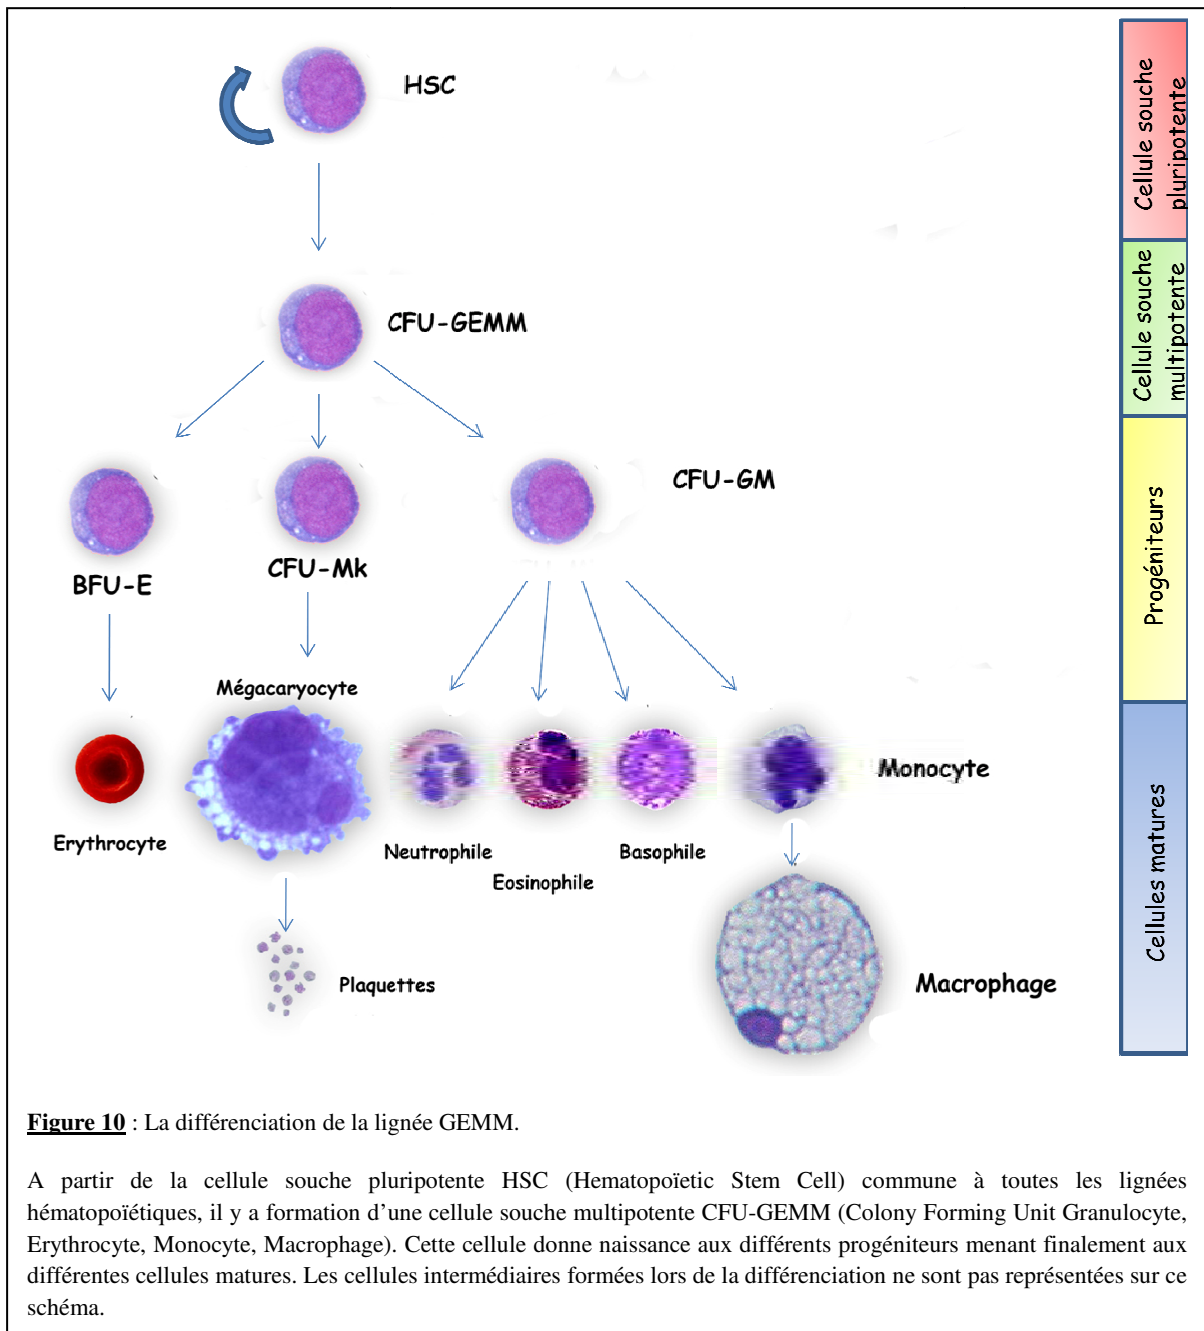 HSC
Cellule souche
pluripotente
CFU-GEMM
Cellule souche
multipotente
CFU-GM
BFU-E
CFU-Mk
Progéniteurs
Mégacaryocyte
Monocyte
Erythrocyte
Neutrophile
Basophile
Eosinophile
Cellules matures
Plaquettes
Macrophage
Figure 10 : La différenciation de la lignée GEMM.
A partir de la cellule souche pluripotente HSC (Hematopoïetic Stem Cell) commune à toutes les lignées
hématopoïétiques, il y a formation d’une cellule souche multipotente CFU-GEMM (Colony Forming Unit Granulocyte,
Erythrocyte, Monocyte, Macrophage). Cette cellule donne naissance aux différents progéniteurs menant finalement aux
différentes cellules matures. Les cellules intermédiaires formées lors de la différenciation ne sont pas représentées sur ce
schéma.